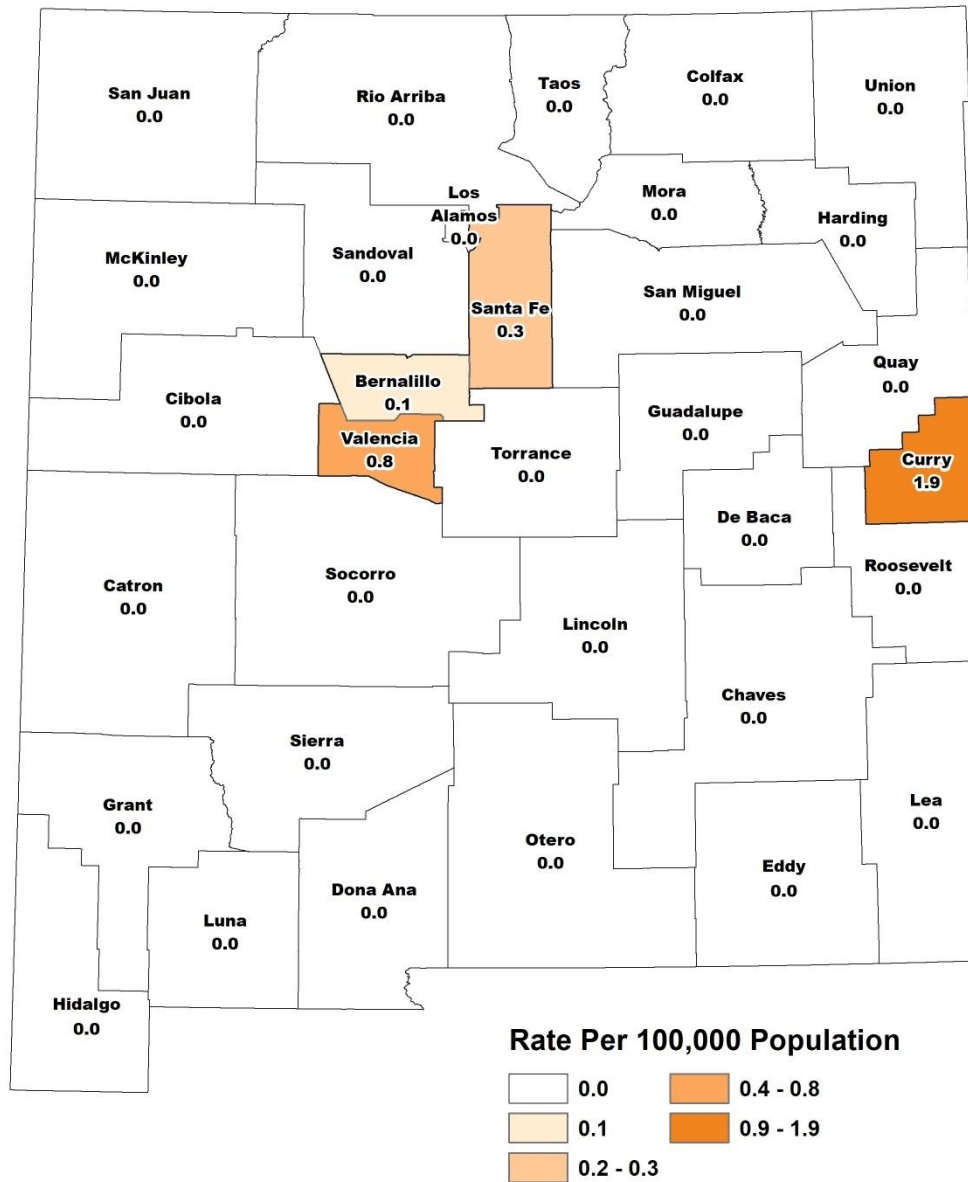 San Juan
0.0
Rio Arriba
0.0
Taos
0.0
Colfax
0.0
Union
0.0
Los
Alamos
0.0
Mora
0.0
Harding
0.0
McKinley
0.0
Sandoval
0.0
Santa Fe
0.3
San Miguel
0.0
Quay
0.0
Cibola
0.0
Bernalillo
0.1
Guadalupe
0.0
Valencia
0.8
Torrance
0.0
Curry
1.9
De Baca
0.0
Roosevelt
0.0
Catron
0.0
Socorro
0.0
Lincoln
0.0
Chaves
0.0
Sierra
0.0
Grant
0.0
Otero
0.0
Lea
0.0
Eddy
0.0
Dona Ana
0.0
Luna
0.0
Hidalgo
0.0
Rate Per 100,000 Population
0.0
0.1
0.2 - 0.3
0.4 - 0.8
0.9 - 1.9